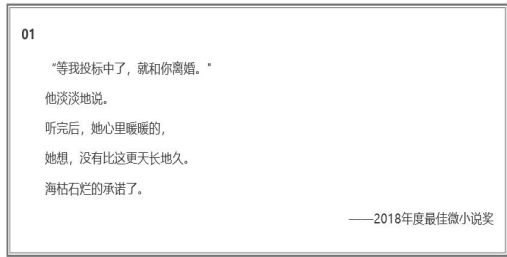 01
“等我投标中了，就和你离婚。"
他淡淡地说。
听完后，她心里暖暖的，
她想，没有比这更天长地久。
海枯石烂的承诺了。
——2018年度最佳微小说奖